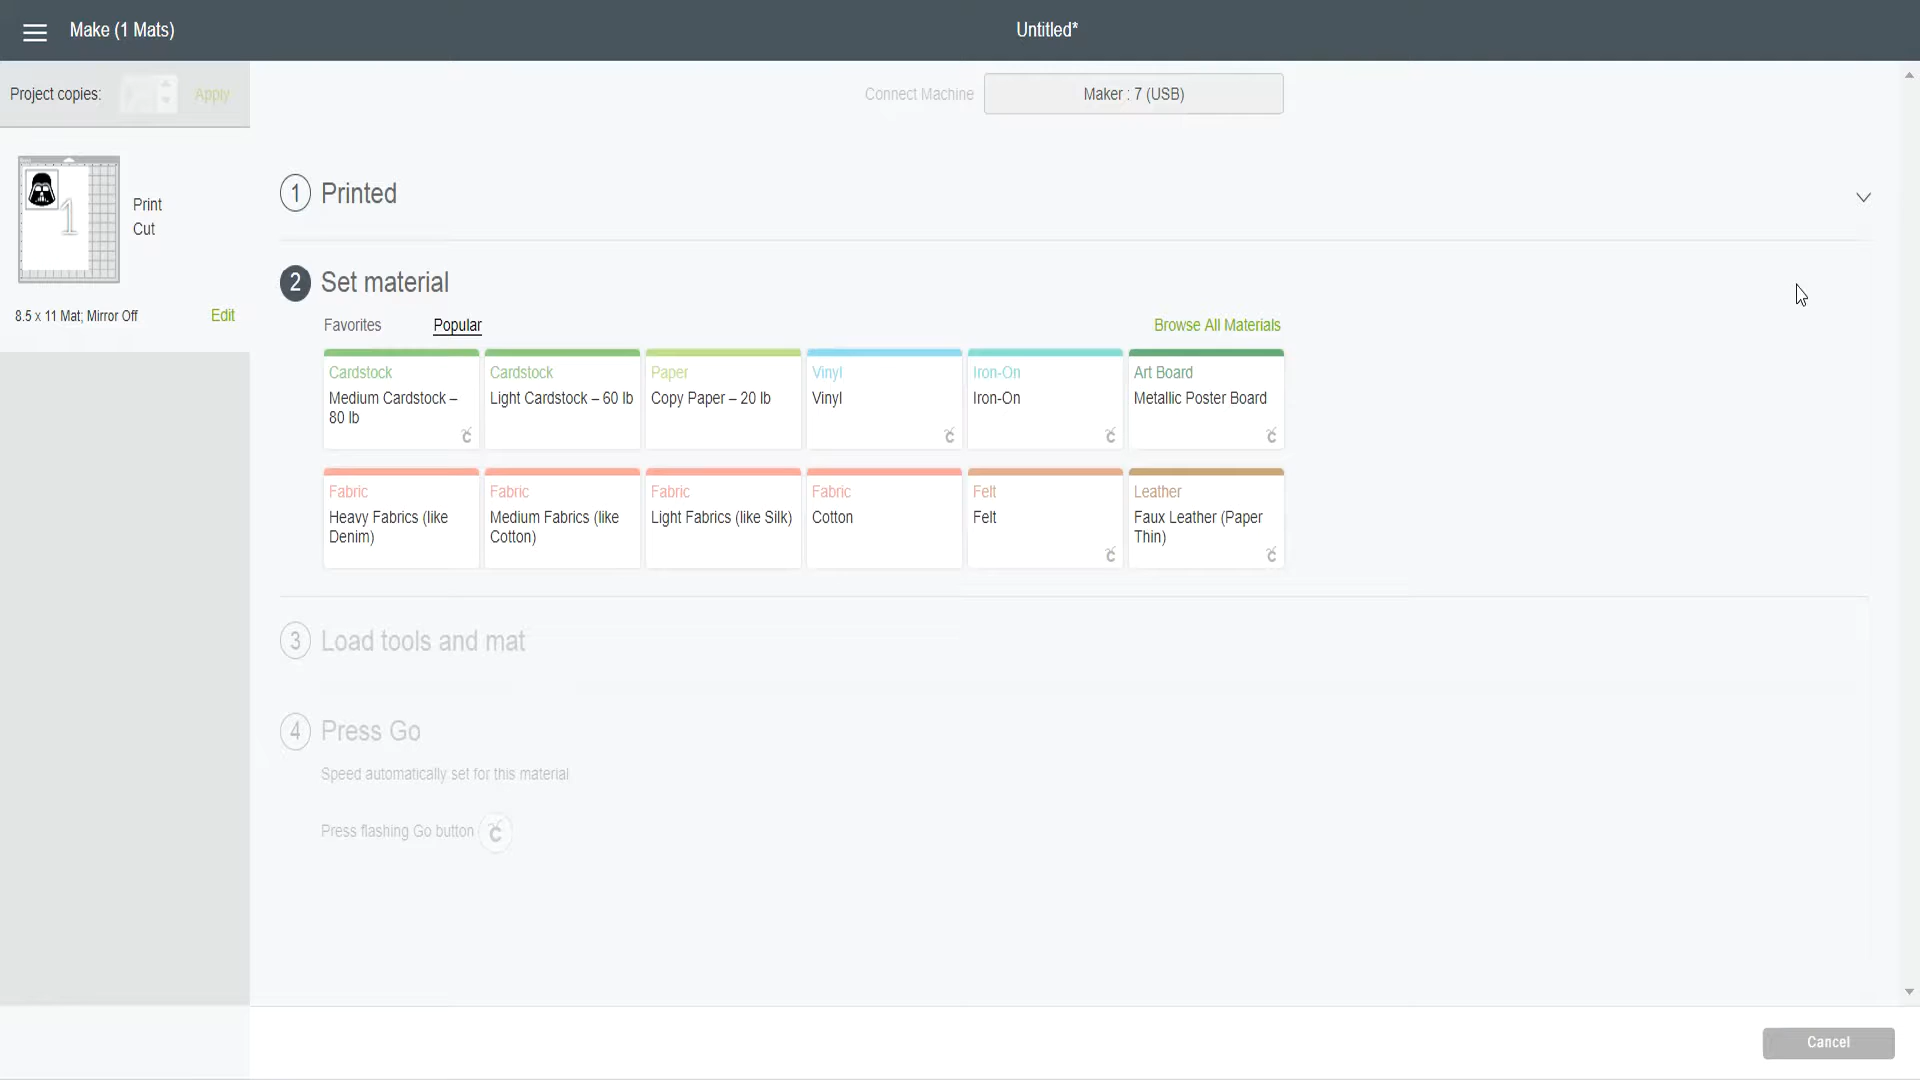 Make (1 Mats)
Untitled*
Project copies:
Apply
Connect Machine
Maker : 7 (USB)
1
Print
Cut
8.5 x 11 Mat; Mirror Off
Edit
1 Printed
2 Set material
Favorites
Popular
Browse All Materials
Cardstock
Medium Cardstock –
80 lb
Cardstock
Light Cardstock – 60 lb
Paper
Copy Paper – 20 lb
Vinyl
Vinyl
Iron-On
Iron-On
Art Board
Metallic Poster Board
Fabric
Heavy Fabrics (like
Denim)
Fabric
Medium Fabrics (like
Cotton)
Fabric
Light Fabrics (like Silk)
Fabric
Cotton
Felt
Felt
Leather
Faux Leather (Paper
Thin)
3 Load tools and mat
4 Press Go
Speed automatically set for this material
Press flashing Go button
Cancel